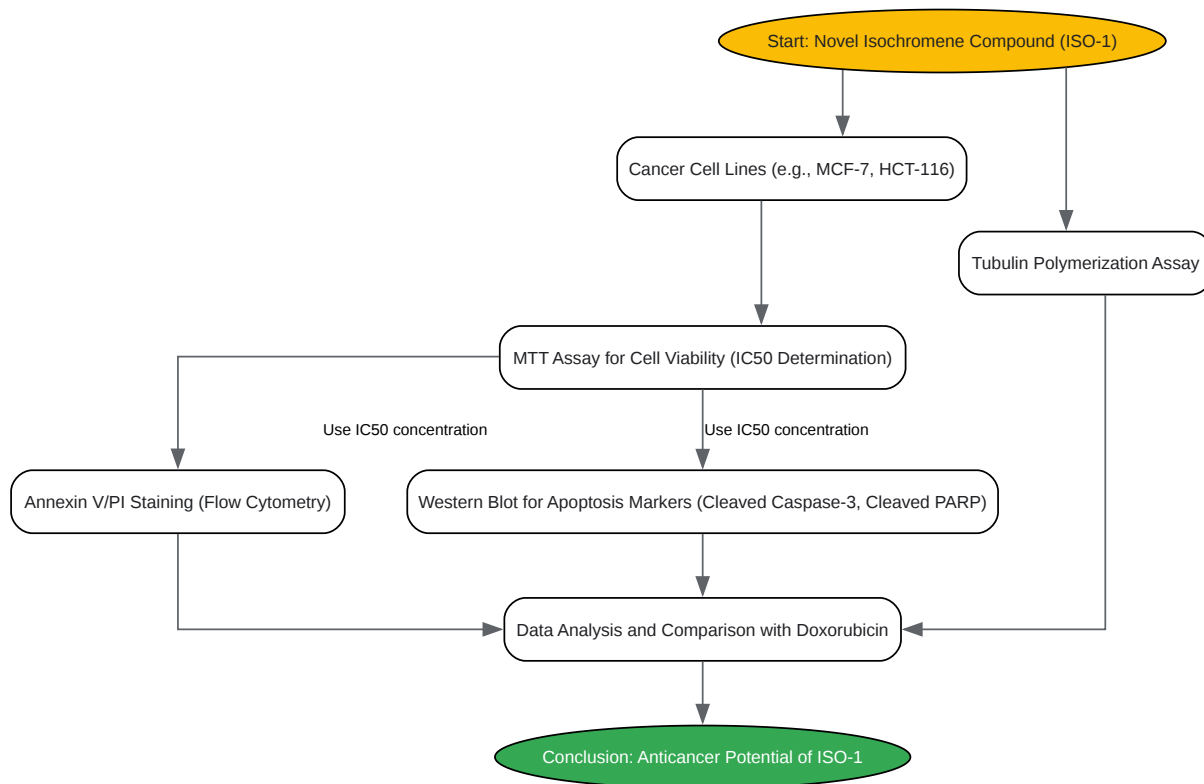 Start: Novel Isochromene Compound (ISO-1)
Cancer Cell Lines (e.g., MCF-7, HCT-116)
Tubulin Polymerization Assay
MTT Assay for Cell Viability (IC50 Determination)
Use IC50 concentration
Use IC50 concentration
Annexin V/PI Staining (Flow Cytometry)
Western Blot for Apoptosis Markers (Cleaved Caspase-3, Cleaved PARP)
Data Analysis and Comparison with Doxorubicin
Conclusion: Anticancer Potential of ISO-1